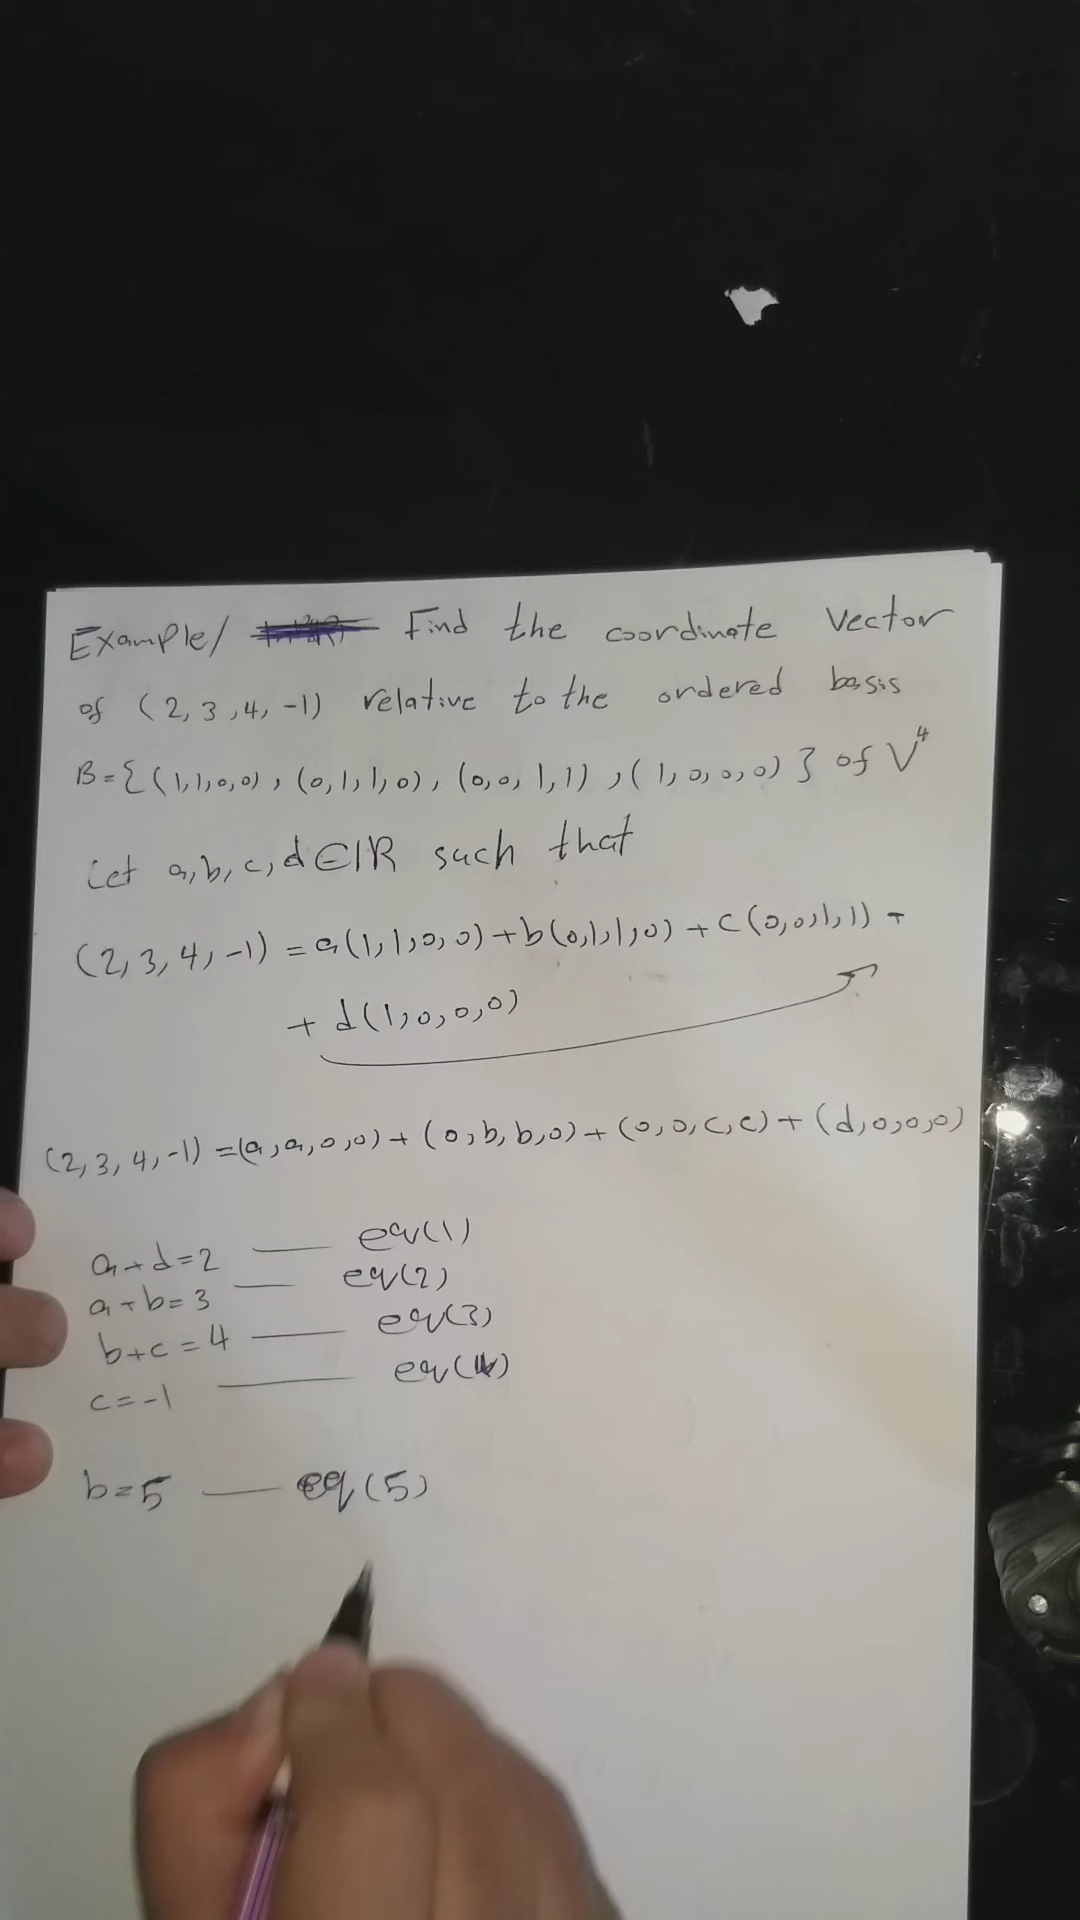 Example/ Find the coordinate vector
of (2,3,4,-1) relative to the ordered basis
B={(1,1,0,0), (0,1,1,0), (0,0,1,1), (1,0,0,0)} of V⁴
Let a,b,c,d∈IR such that
(2,3,4,-1) = a(1,1,0,0)+b(0,1,1,0)+c(0,0,1,1)+
+ d(1,0,0,0)
(2,3,4,-1) =(a,a,0,0)+(0,b,b,0)+(0,0,c,c)+(d,0,0,0)
a+d=2 — eq(1)
a+b=3 — eq(2)
b+c=4 — eq(3)
c=-1 — eq(4)
b=5 — eq(5)